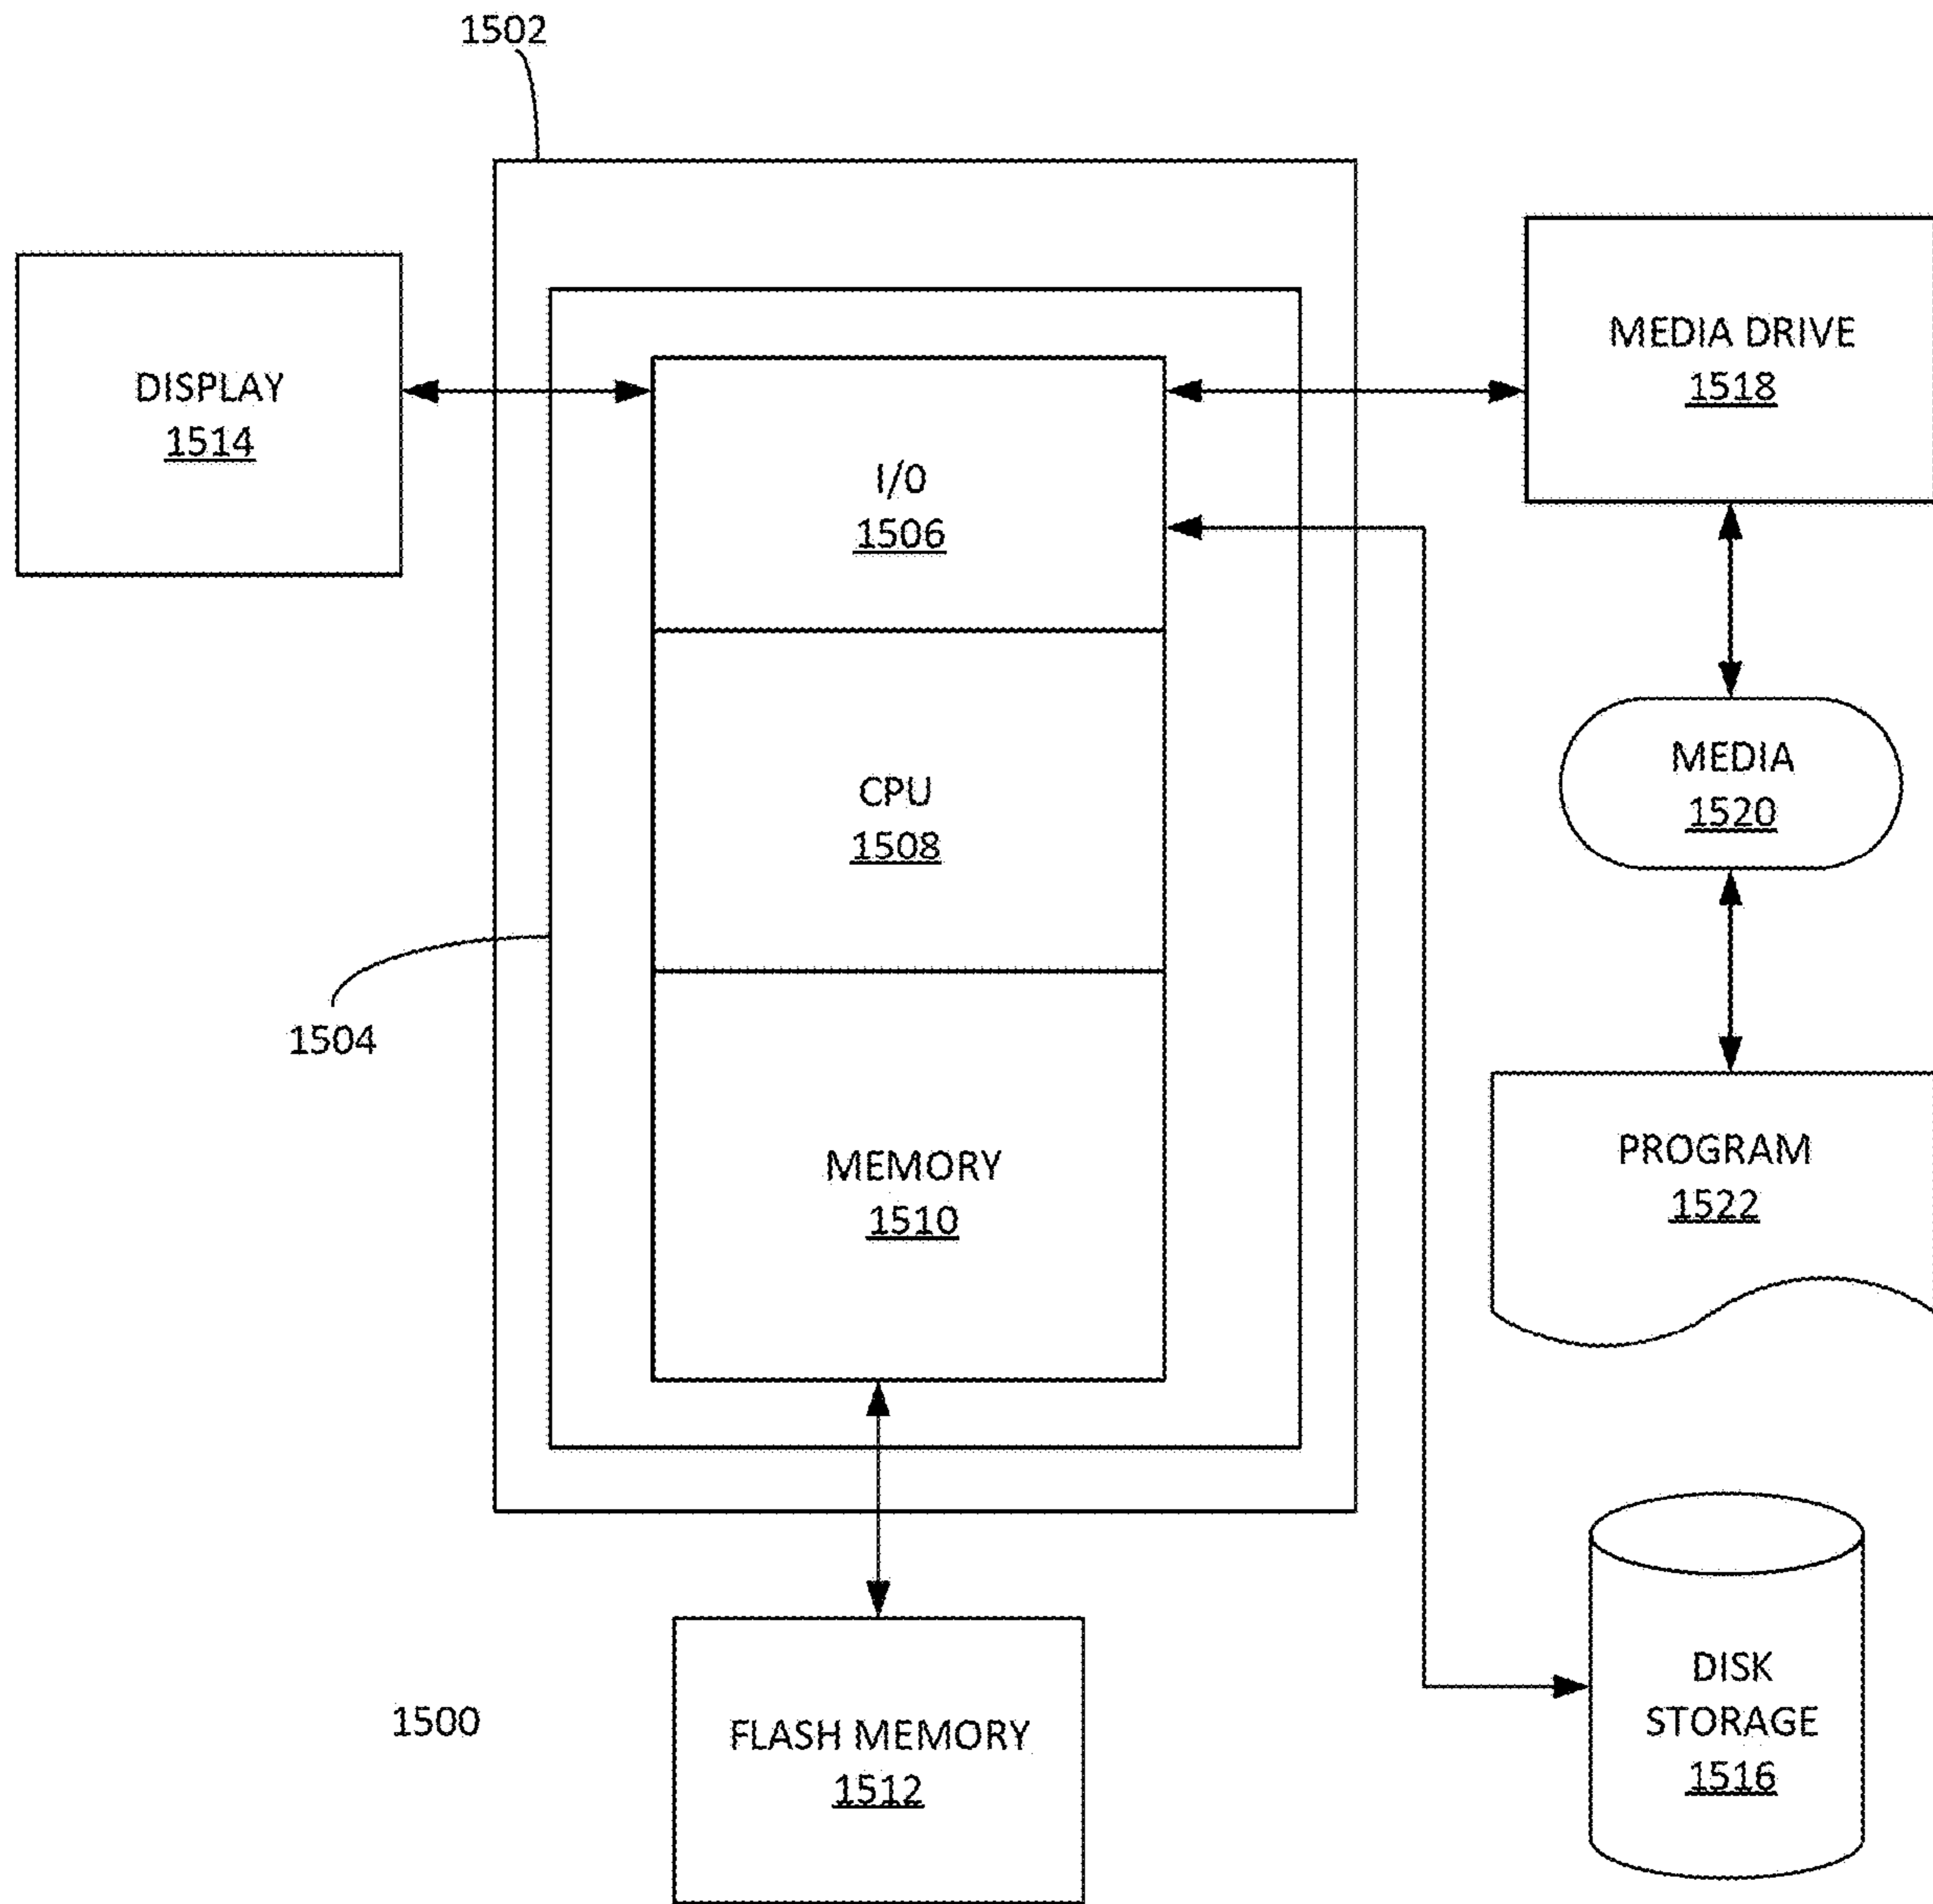 1502
DISPLAY
1514
MEDIA DRIVE
1518
I/O
1506
CPU
1508
MEDIA
1520
1504
MEMORY
1510
PROGRAM
1522
1500
FLASH MEMORY
1512
DISK
STORAGE
1516